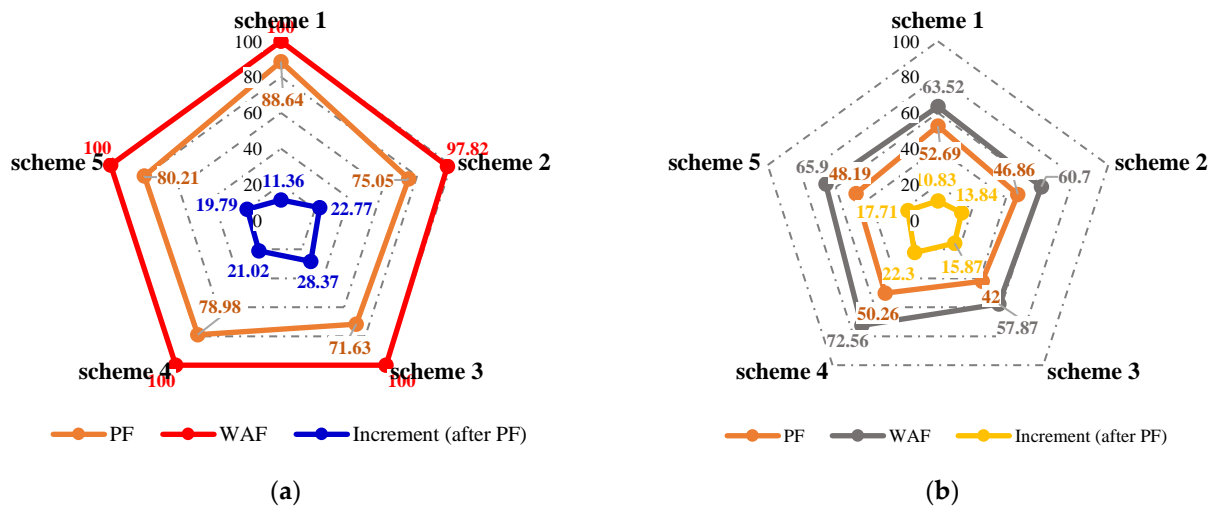 scheme 1
100
100
80
60
40
20
0
88.64
11.36
scheme 2
97.82
75.05
22.77
scheme 5
100
80.21
19.79
21.02
28.37
78.98
71.63
scheme 4
100
scheme 3
100
PF
WAF
Increment (after PF)
(a)
scheme 1
100
80
60
40
20
0
63.52
52.69
10.83
scheme 2
60.7
46.86
13.84
scheme 5
65.9
48.19
17.71
22.3
15.87
50.26
42
72.56
57.87
scheme 4
scheme 3
PF
WAF
Increment (after PF)
(b)